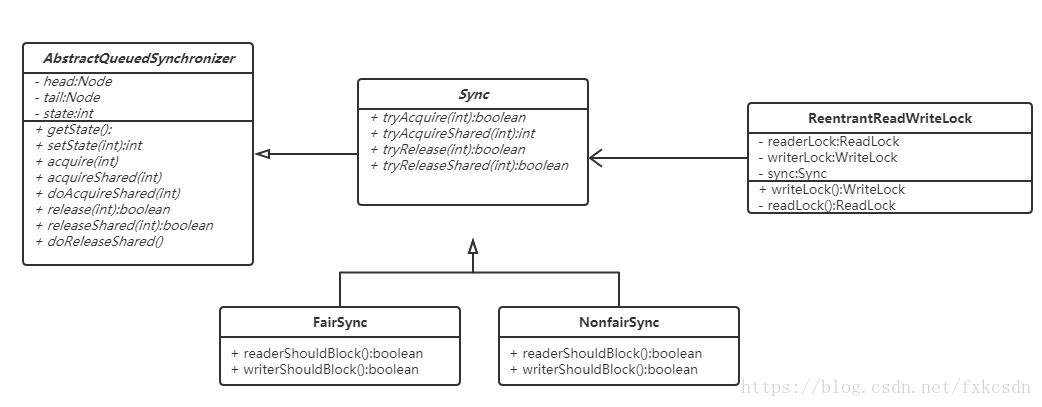 AbstractQueuedSynchronizer
- head:Node
- tail:Node
- state:int
+ getState():
+ setState(int):int
+ acquire(int)
+ acquireShared(int)
+ doAcquireShared(int)
+ release(int):boolean
+ releaseShared(int):boolean
+ doReleaseShared()
Sync
+ tryAcquire(int):boolean
+ tryAcquireShared(int):int
+ tryRelease(int):boolean
+ tryReleaseShared(int):boolean
ReentrantReadWriteLock
- readerLock:ReadLock
- writerLock:WriteLock
- sync:Sync
+ writeLock():WriteLock
- readLock():ReadLock
FairSync
+ readerShouldBlock():boolean
+ writerShouldBlock():boolean
NonfairSync
+ readerShouldBlock():boolean
+ writerShouldBlock():boolean
https://blog.csdn.net/fxkcsdn